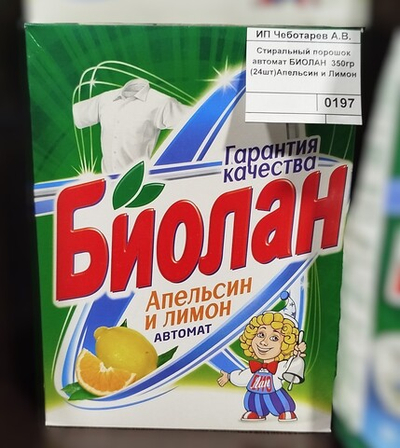 ИП Чеботарев А.В.
Стиральный порошок
автомат БИОЛАН 350гр
(24шт)Апельсин и Лимон
0197
Гарантия
качества
Биолан
Апельсин
и лимон
АВТОМАТ